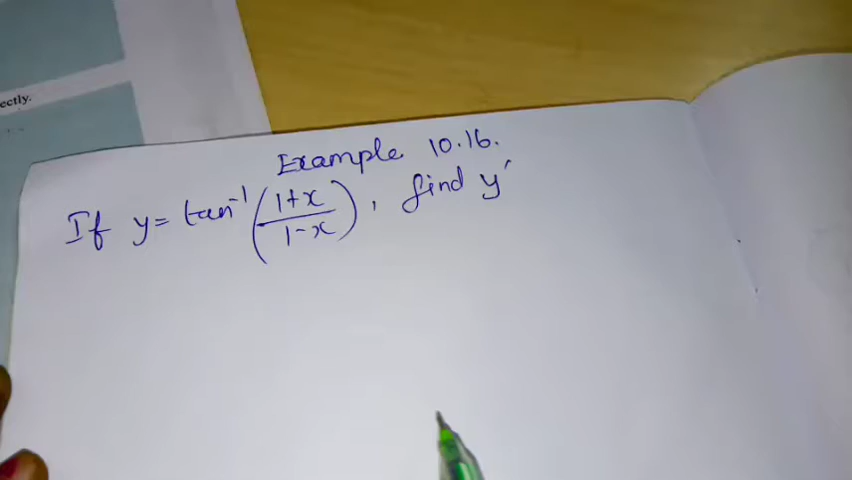 ectly.
Example 10.16.
If y = tan⁻¹ (1+x / 1-x), find y'